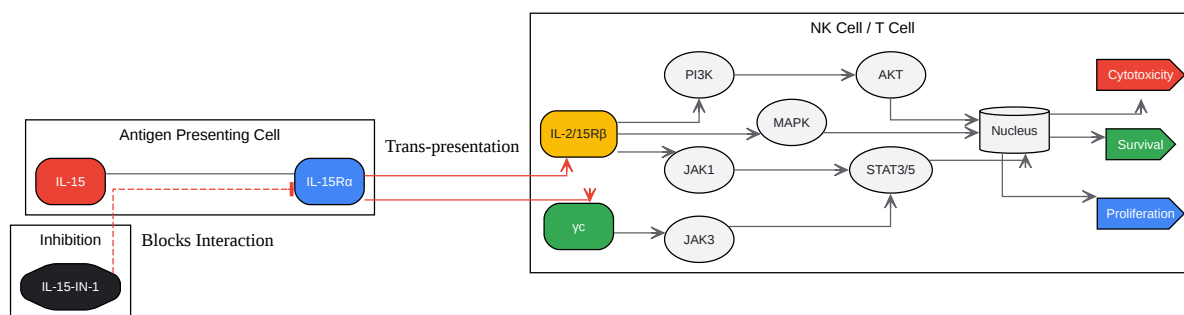 NK Cell / T Cell
PI3K
AKT
Cytotoxicity
IL-2/15Rβ
MAPK
Nucleus
Survival
Antigen Presenting Cell
Trans-presentation
JAK1
STAT3/5
IL-15
IL-15Rα
Proliferation
γc
JAK3
Inhibition
Blocks Interaction
IL-15-IN-1